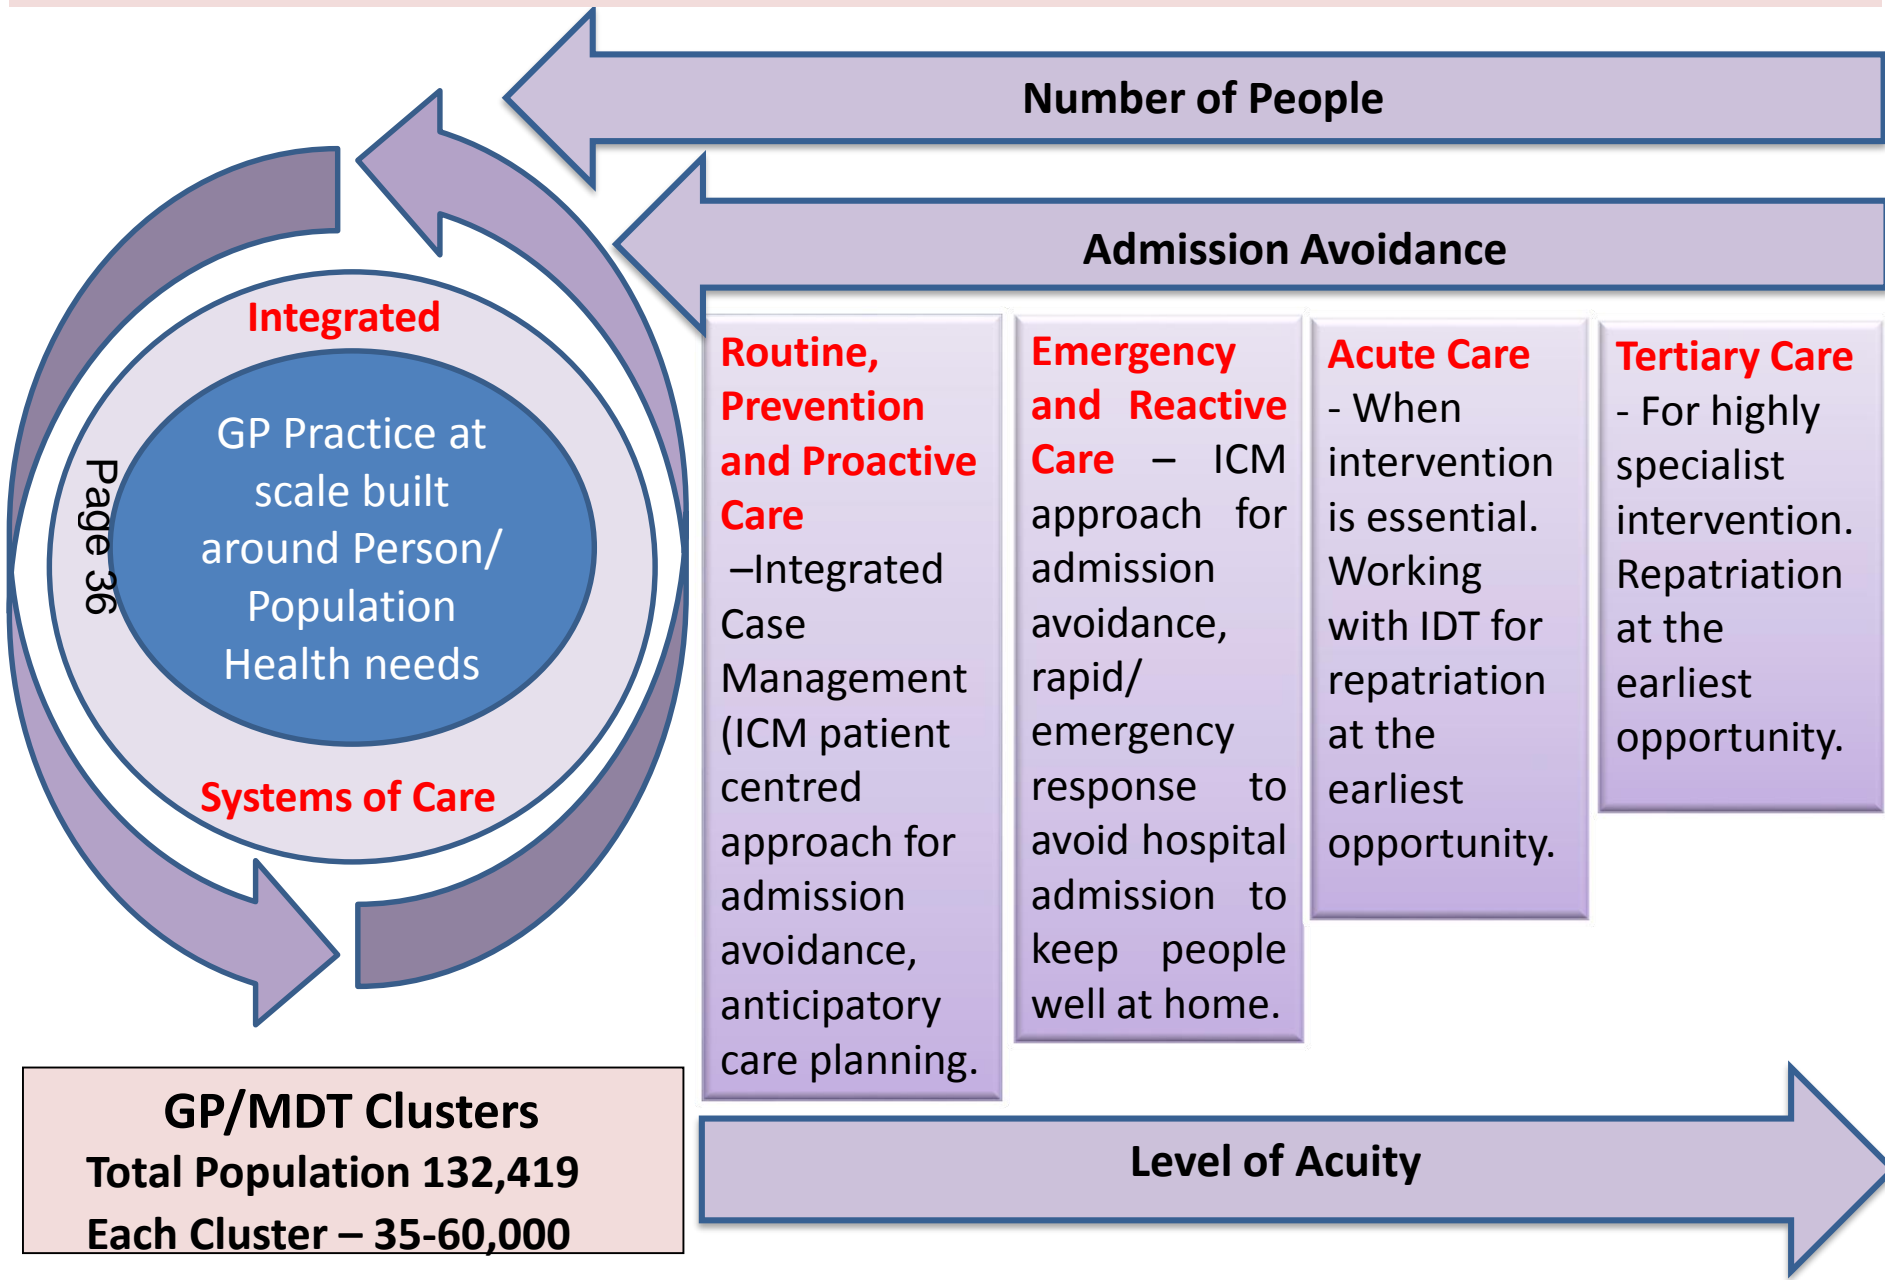 Number of People
Admission Avoidance
Integrated
GP Practice at
scale built
around Person/
Population
Health needs
Systems of Care
Page 36
Routine,
Prevention
and Proactive
Care
–Integrated
Case
Management
(ICM patient
centred
approach for
admission
avoidance,
anticipatory
care planning.
Emergency
and Reactive
Care – ICM
approach for
admission
avoidance,
rapid/
emergency
response to
avoid hospital
admission to
keep people
well at home.
Acute Care
- When
intervention
is essential.
Working
with IDT for
repatriation
at the
earliest
opportunity.
Tertiary Care
- For highly
specialist
intervention.
Repatriation
at the
earliest
opportunity.
GP/MDT Clusters
Total Population 132,419
Each Cluster – 35-60,000
Level of Acuity